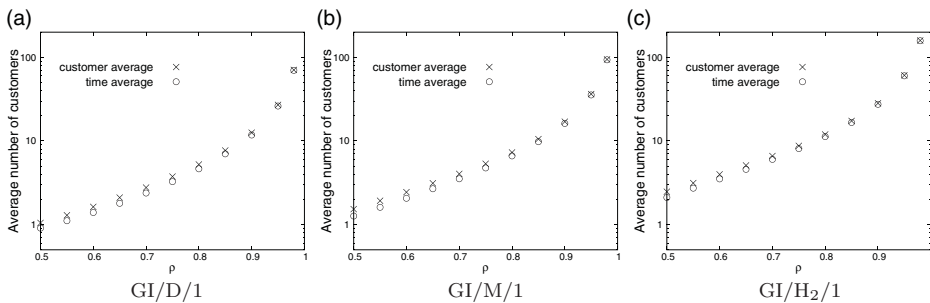 (a)
Average number of customers
100
10
1
customer average
time average
0.5 0.6 0.7 0.8 0.9 1
ρ
GI/D/1
(b)
Average number of customers
100
10
1
customer average
time average
0.5 0.6 0.7 0.8 0.9 1
ρ
GI/M/1
(c)
Average number of customers
100
10
1
customer average
time average
0.5 0.6 0.7 0.8 0.9 1
ρ
GI/H₂/1